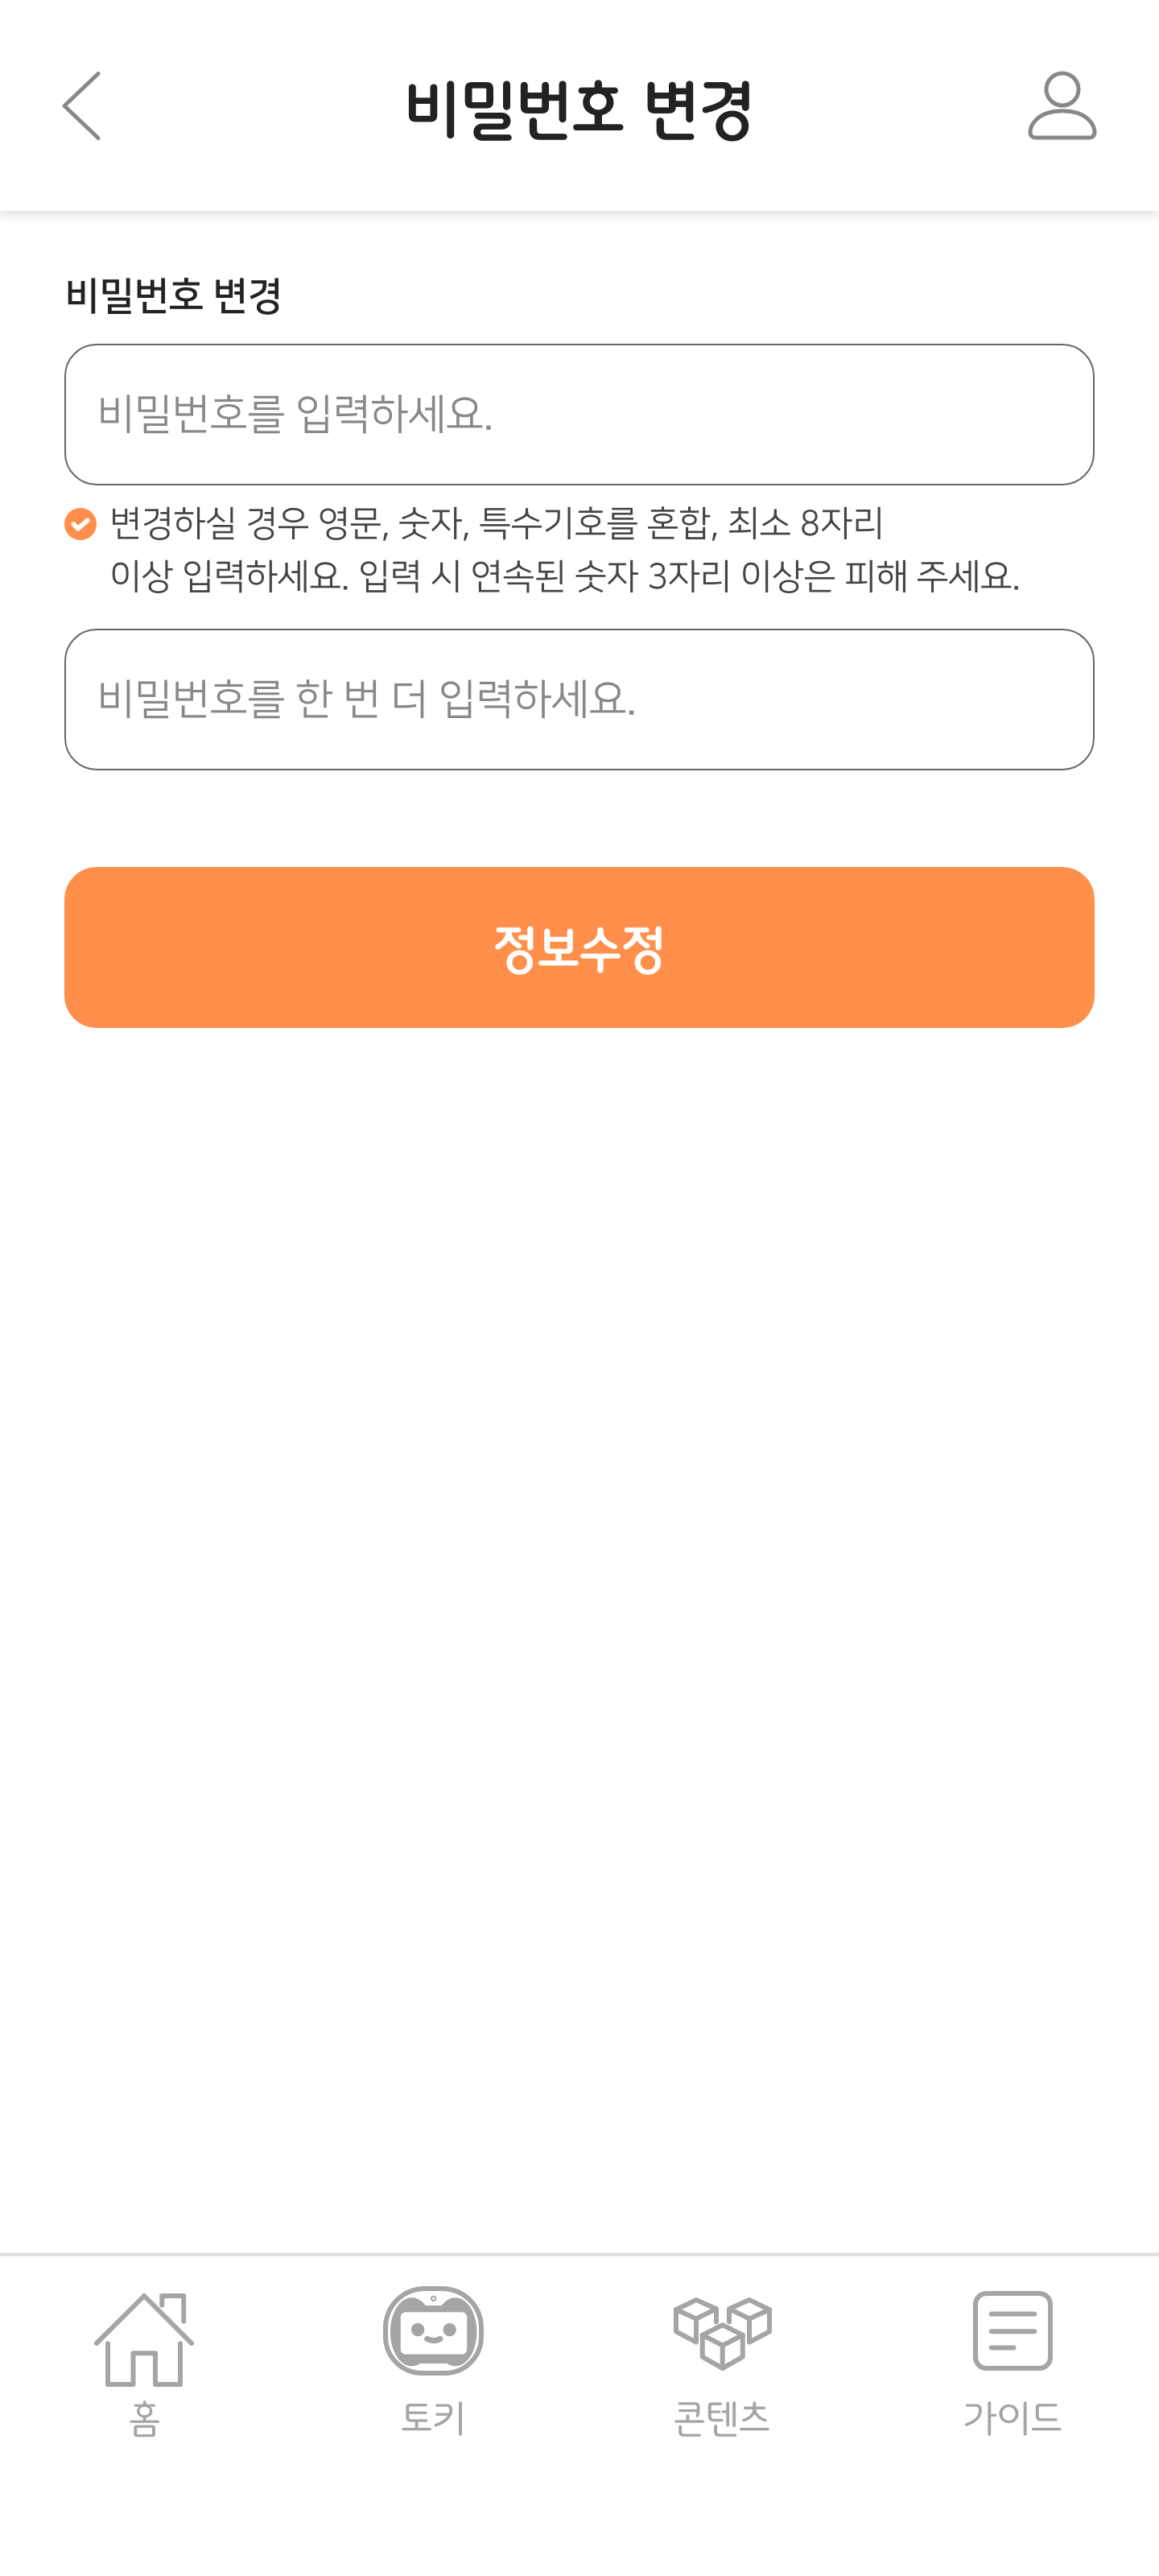 비밀번호 변경
비밀번호 변경
비밀번호를 입력하세요.
변경하실 경우 영문, 숫자, 특수기호를 혼합, 최소 8자리
이상 입력하세요. 입력 시 연속된 숫자 3자리 이상은 피해 주세요.
비밀번호를 한 번 더 입력하세요.
정보수정
홈
토키
콘텐츠
가이드